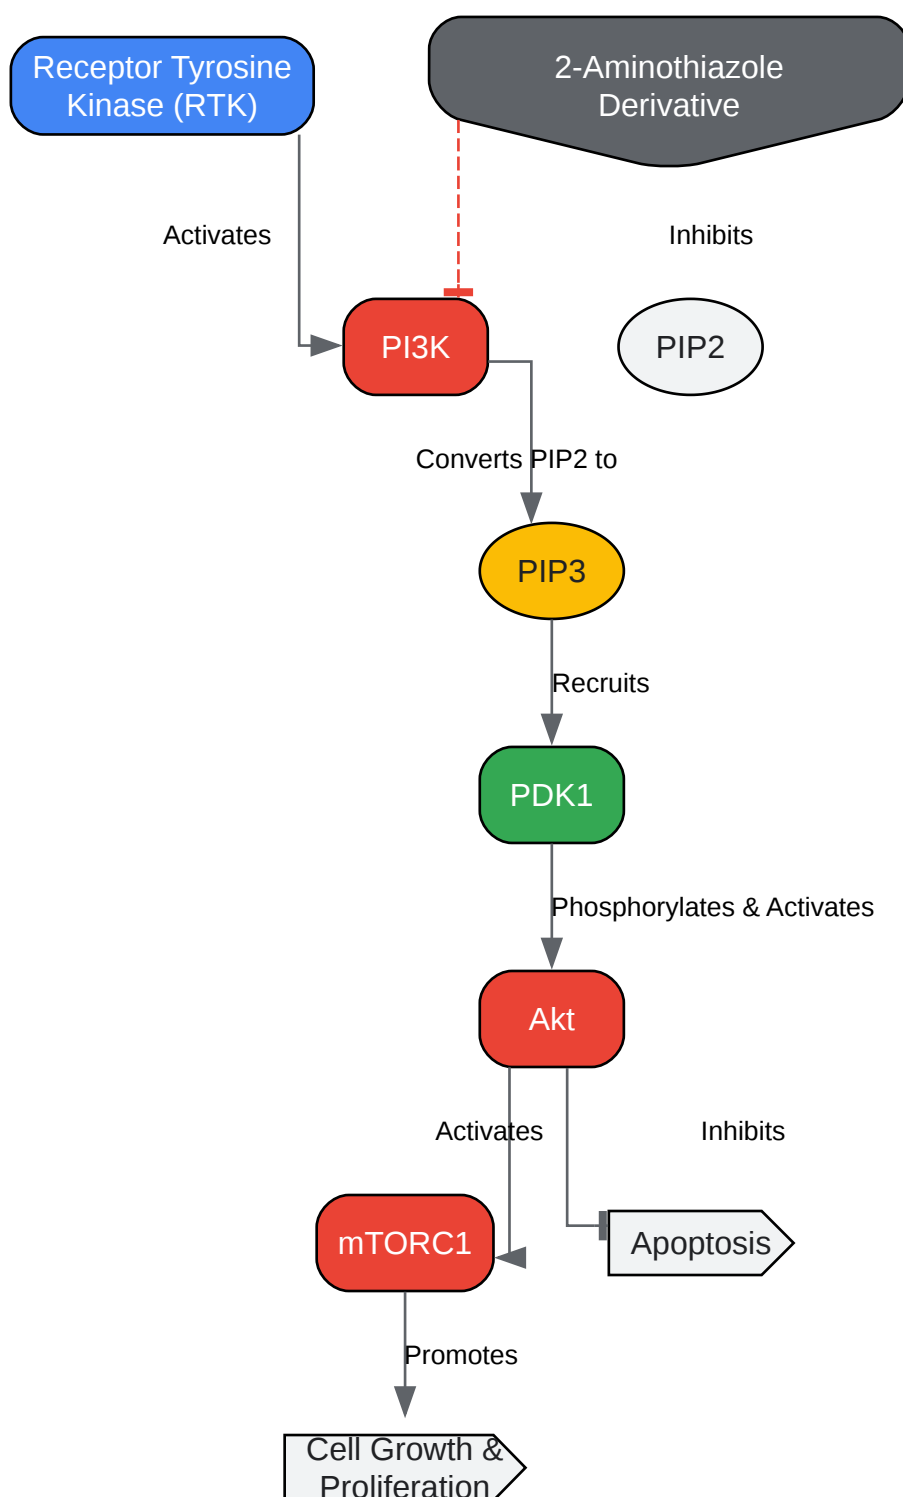 Receptor Tyrosine
Kinase (RTK)
2-Aminothiazole
Derivative
Activates
Inhibits
PI3K
PIP2
Converts PIP2 to
PIP3
Recruits
PDK1
Phosphorylates & Activates
Akt
Activates
Inhibits
mTORC1
Apoptosis
Promotes
Cell Growth &
Proliferation